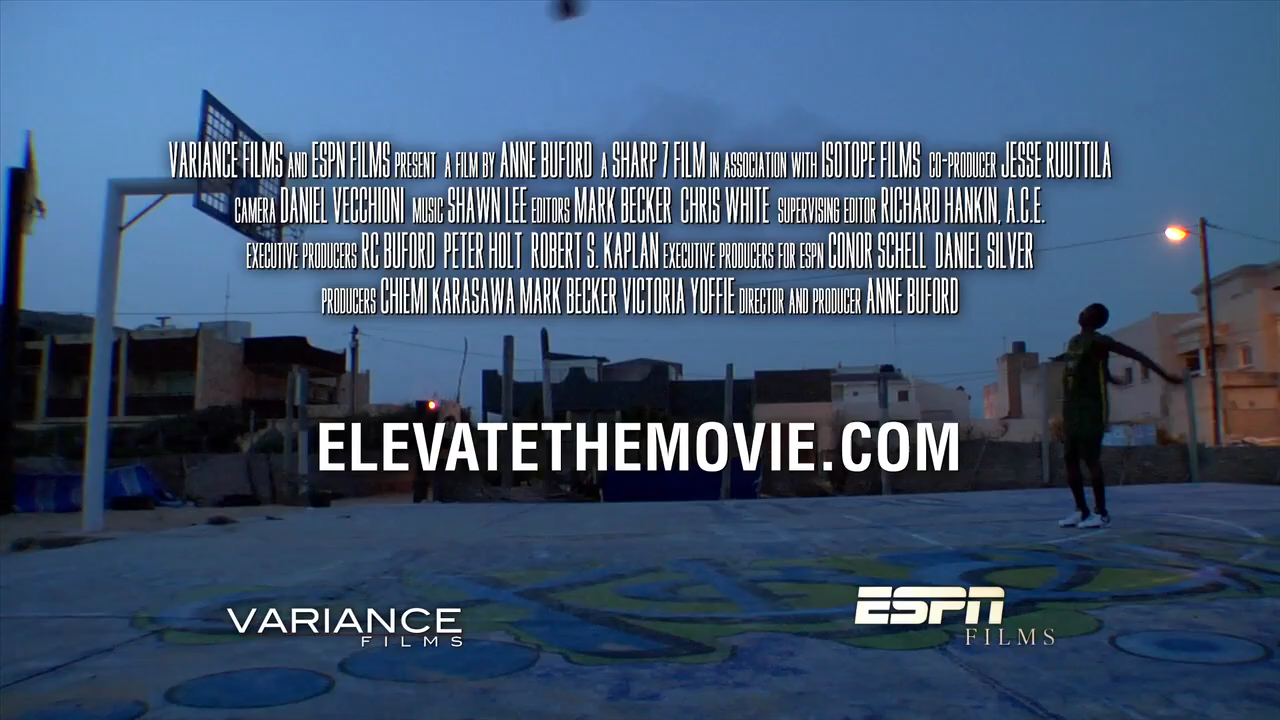 VARIANCE FILMS AND ESPN FILMS PRESENT A FILM BY ANNE BUFORD A SHARP 7 FILM IN ASSOCIATION WITH ISOTOPE FILMS CO-PRODUCER JESSE RUUTTILA
CAMERA DANIEL VECCHIONI MUSIC SHAWN LEE EDITORS MARK BECKER CHRIS WHITE SUPERVISING EDITOR RICHARD HANKIN, A.C.E.
EXECUTIVE PRODUCERS RC BUFORD PETER HOLT ROBERT S. KAPLAN EXECUTIVE PRODUCERS FOR ESPN CONOR SCHELL DANIEL SILVER
PRODUCERS CHIEMI KARASAWA MARK BECKER VICTORIA YOFFIE DIRECTOR AND PRODUCER ANNE BUFORD
ELEVATETHEMOVIE.COM
VARIANCE
FILMS
ESPN
FILMS